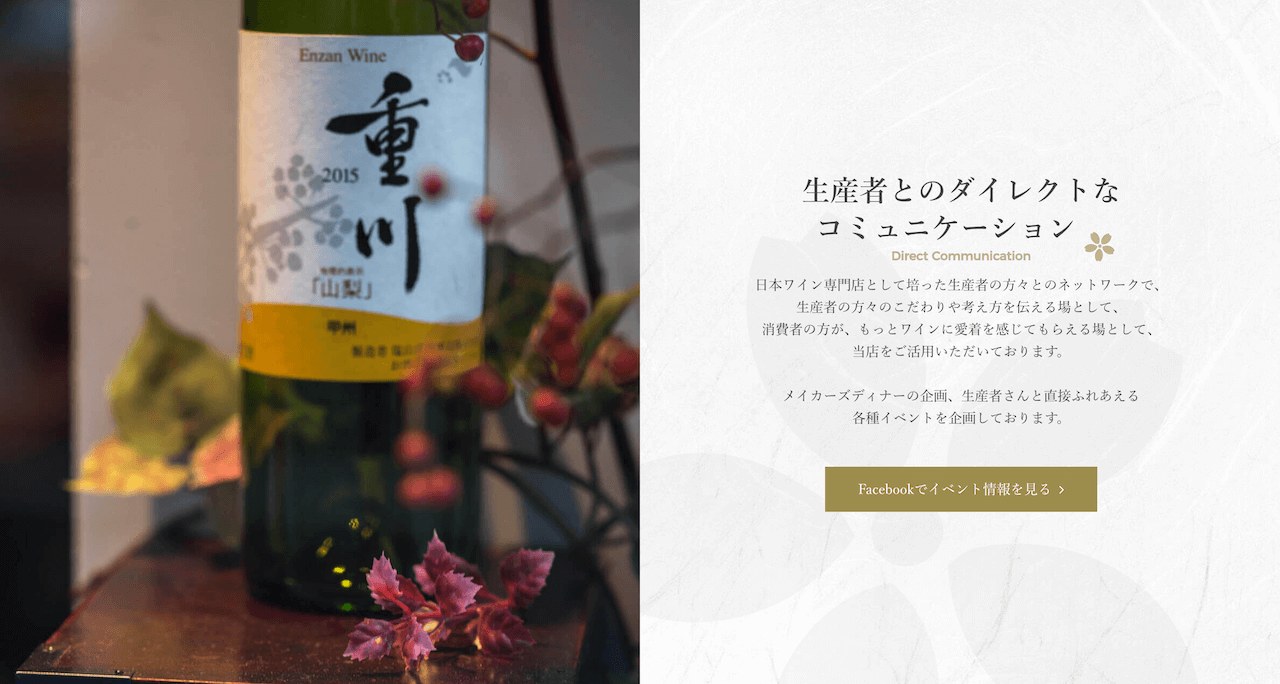 Enzan Wine
重川
2015
「山梨」
甲州
生産者とのダイレクトな
コミュニケーション
Direct Communication
日本ワイン専門店として培った生産者の方々とのネットワークで、
生産者の方々のこだわりや考え方を伝える場として、
消費者の方が、もっとワインに愛着を感じてもらえる場として、
当店をご活用いただいております。
メイカーズディナーの企画、生産者さんと直接ふれあえる
各種イベントを企画しております。
Facebookでイベント情報を見る